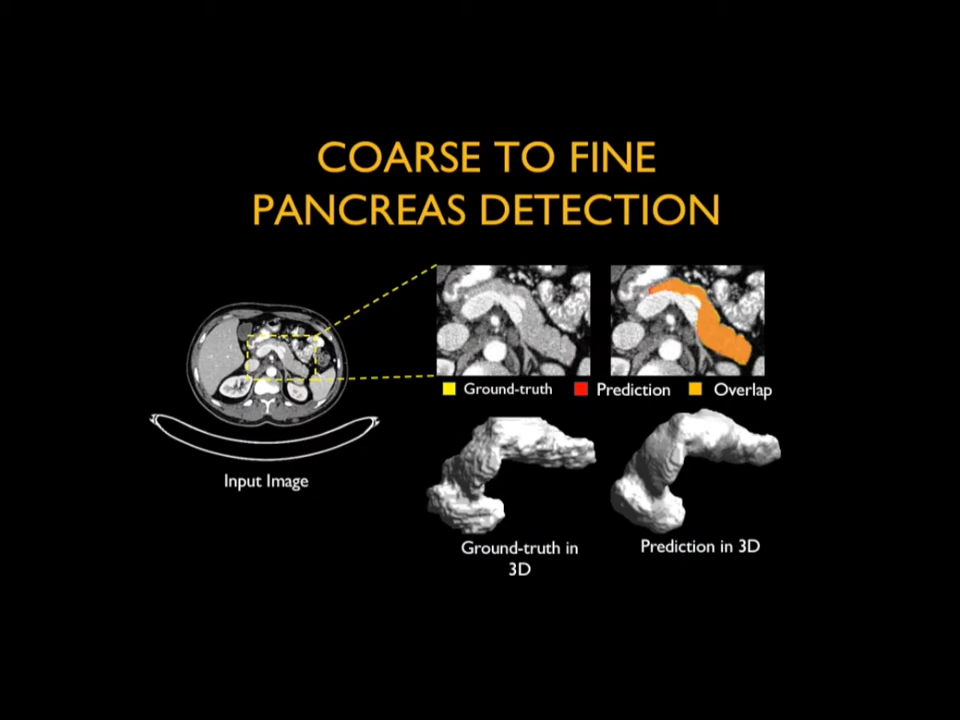 COARSE TO FINE
PANCREAS DETECTION
Ground-truth
Prediction
Overlap
Input Image
Ground-truth in
3D
Prediction in 3D